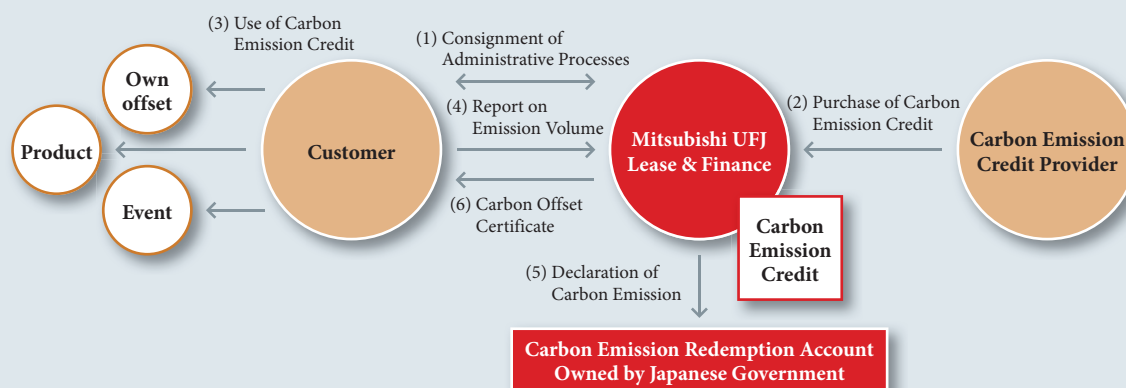 (3) Use of Carbon
Emission Credit
(1) Consignment of
Administrative Processes
Own
offset
(4) Report on
Emission Volume
(2) Purchase of Carbon
Emission Credit
Product
Customer
Mitsubishi UFJ
Lease & Finance
Carbon Emission
Credit Provider
Event
(6) Carbon Offset
Certificate
Carbon
Emission
Credit
(5) Declaration of
Carbon Emission
Carbon Emission Redemption Account
Owned by Japanese Government